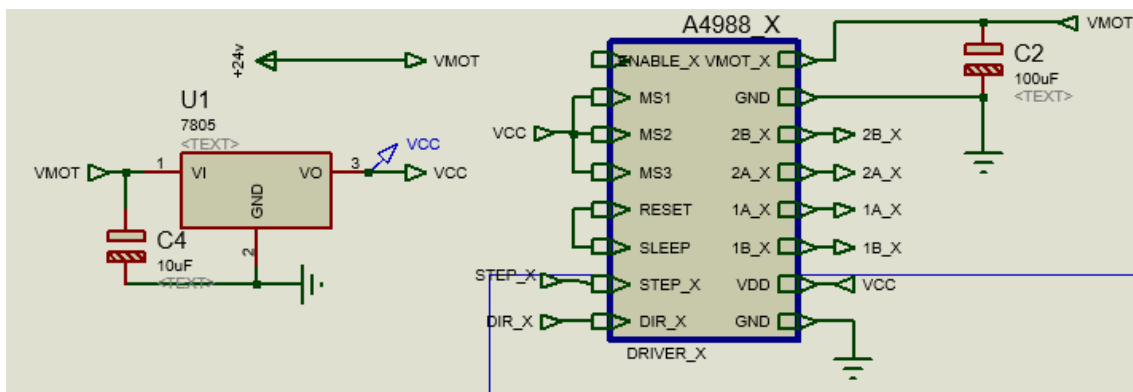 +24v
VMOT
U1
7805
<TEXT>
VCC
VMOT
1
VI
VO
3
VCC
GND
2
C4
10uF
<TEXT>
A4988_X
ENABLE_X
VMOT_X
VMOT
C2
100uF
<TEXT>
MS1
GND
VCC
MS2
2B_X
2B_X
MS3
2A_X
2A_X
RESET
1A_X
1A_X
SLEEP
1B_X
1B_X
STEP_X
STEP_X
VDD
VCC
DIR_X
DIR_X
GND
DRIVER_X